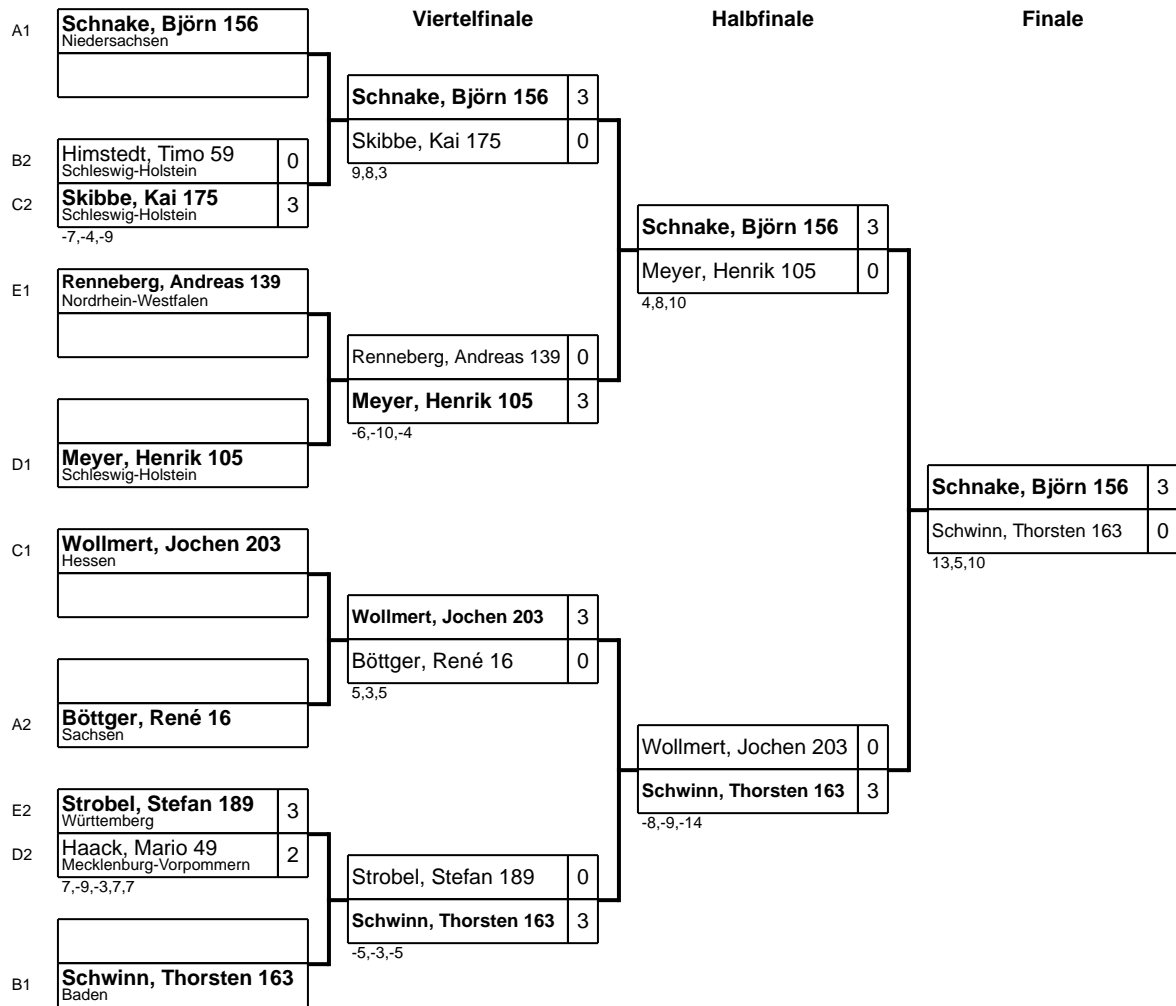 Viertelfinale
Halbfinale
Finale
A1
Schnake, Björn 156
Niedersachsen
B2
Himstedt, Timo 59
0
Schleswig-Holstein
C2
Skibbe, Kai 175
3
Schleswig-Holstein
-7,-4,-9
E1
Renneberg, Andreas 139
Nordrhein-Westfalen
D1
Meyer, Henrik 105
Schleswig-Holstein
C1
Wollmert, Jochen 203
Hessen
A2
Böttger, René 16
Sachsen
E2
Strobel, Stefan 189
3
Württemberg
D2
Haack, Mario 49
2
Mecklenburg-Vorpommern
7,-9,-3,7,7
B1
Schwinn, Thorsten 163
Baden
Schnake, Björn 156
3
Skibbe, Kai 175
0
9,8,3
Renneberg, Andreas 139
0
Meyer, Henrik 105
3
-6,-10,-4
Wollmert, Jochen 203
3
Böttger, René 16
0
5,3,5
Strobel, Stefan 189
0
Schwinn, Thorsten 163
3
-5,-3,-5
Schnake, Björn 156
3
Meyer, Henrik 105
0
4,8,10
Wollmert, Jochen 203
0
Schwinn, Thorsten 163
3
-8,-9,-14
Schnake, Björn 156
3
Schwinn, Thorsten 163
0
13,5,10